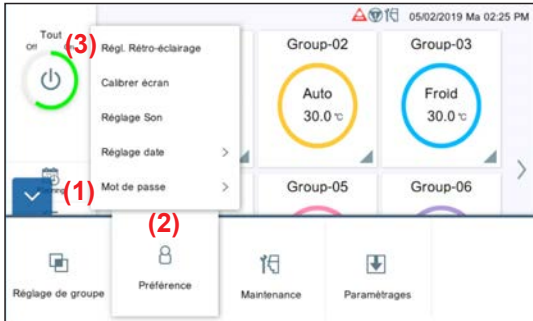 05/02/2019 Ma 02:25 PM
Tout
Off
(3)
Régl. Rétro-éclairage
Calibrer écran
Réglage Son
Réglage date
Mot de passe
Group-02
Auto
30.0 °C
Group-03
Froid
30.0 °C
(1)
(2)
Group-05
Group-06
Réglage de groupe
Préférence
Maintenance
Paramétrages